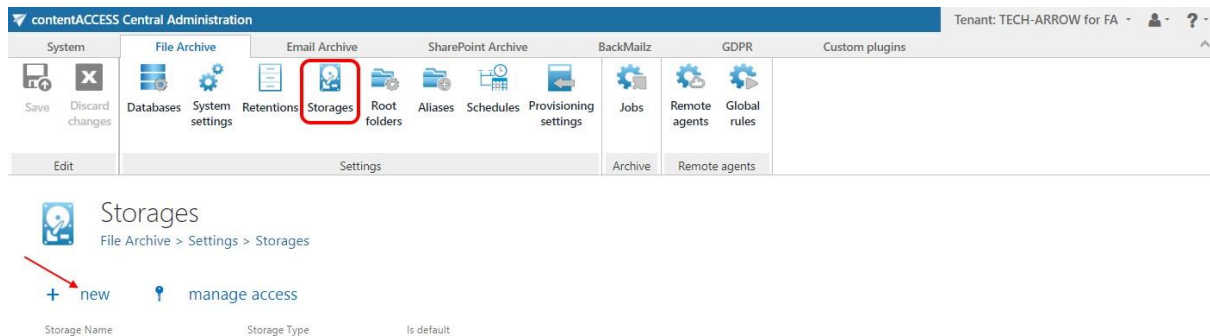 contentACCESS Central Administration Tenant: TECH-ARROW for FA
System File Archive Email Archive SharePoint Archive BackMailz GDPR Custom plugins
Save Discard changes Databases System settings Retentions Storages Root folders Aliases Schedules Provisioning settings Jobs Remote agents Global rules
Edit Settings Archive Remote agents
Storages
File Archive > Settings > Storages
+ new manage access
Storage Name Storage Type Is default